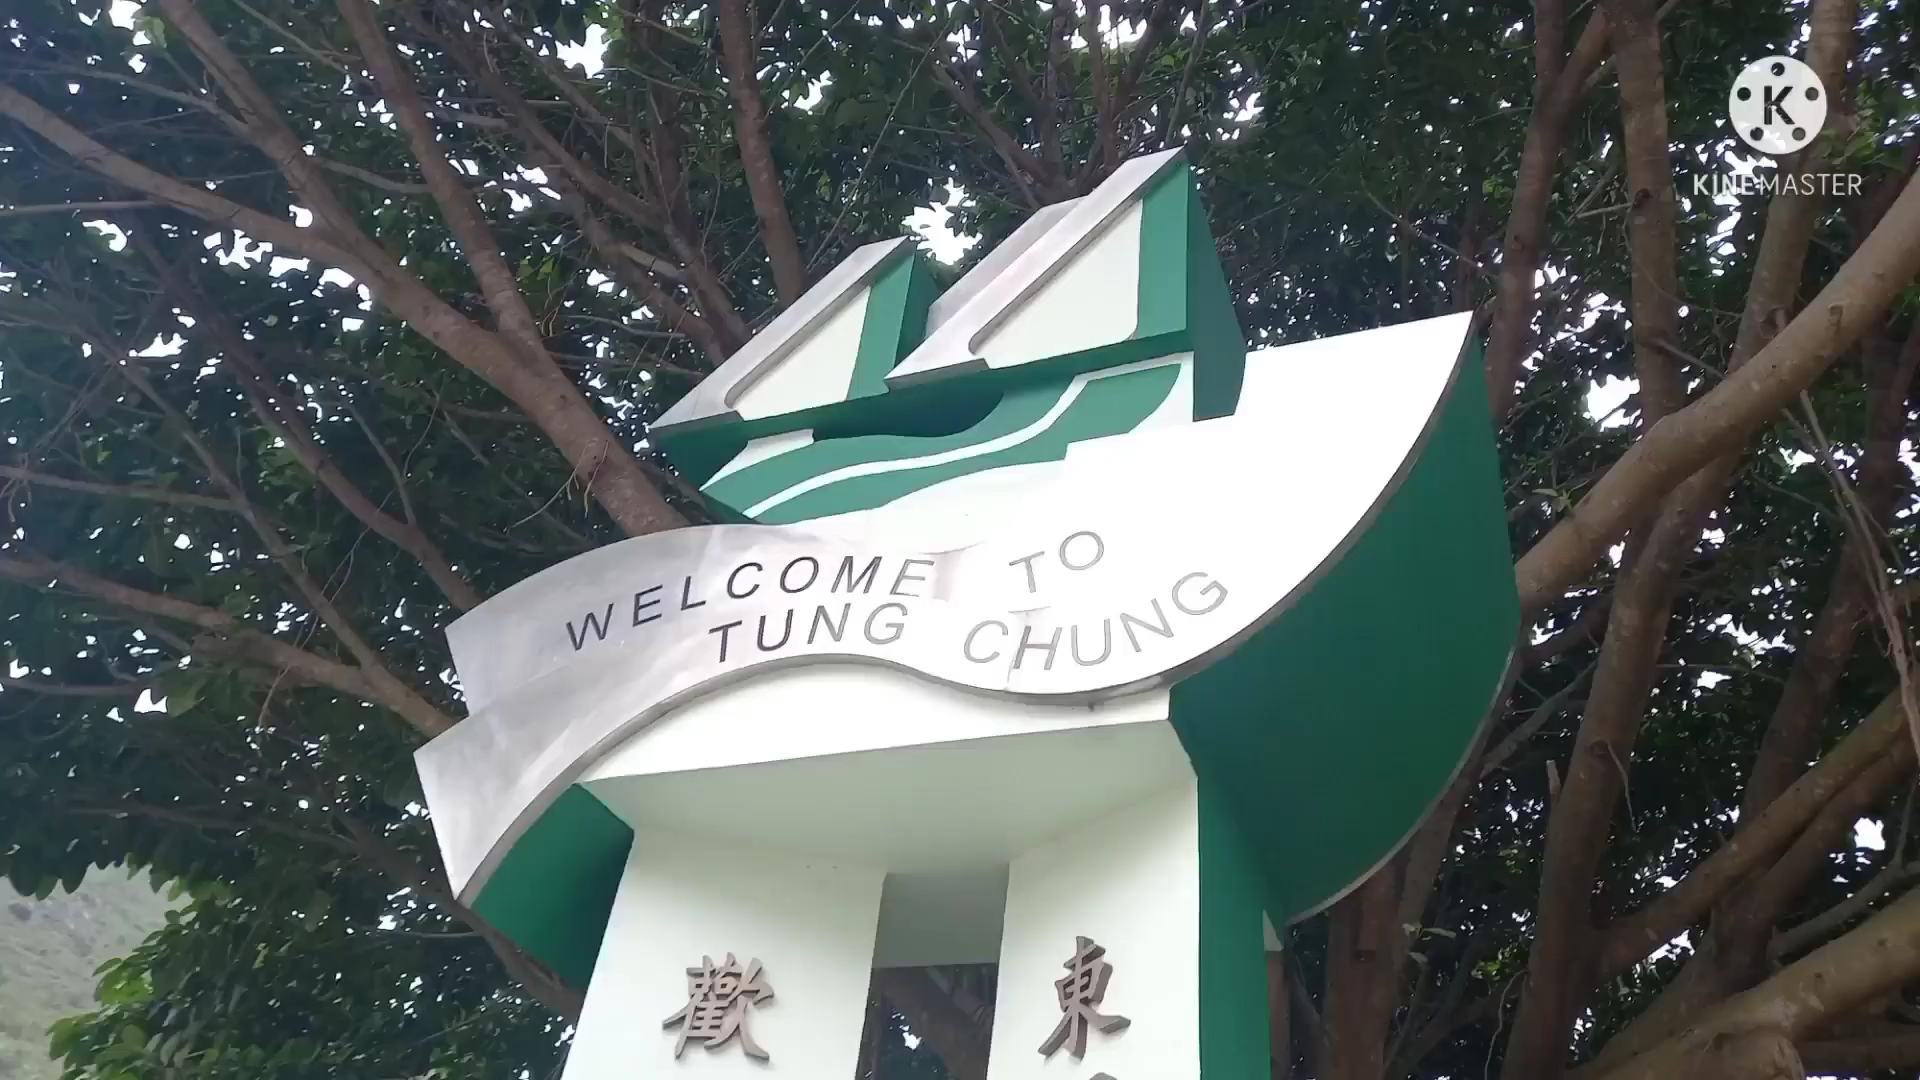 K
KINEMASTER
WELCOME TO
TUNG CHUNG
歡 東